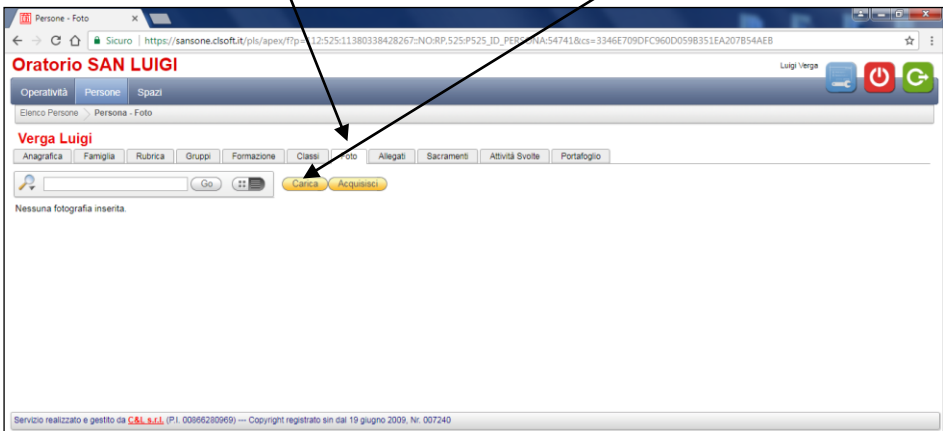 Persone - Foto
Sicuro | https://sansone.clsoft.it/pls/apex/f?p=112:525:11380338428267::NO:RP,525:P525_ID_PERSONA:54741&cs=3346E709DFC960D059B351EA207B54AEB
Oratorio SAN LUIGI
Luigi Verga
Operatività Persone Spazi
Elenco Persone Persona - Foto
Verga Luigi
Anagrafica Famiglia Rubrica Gruppi Formazione Classi Foto Allegati Sacramenti Attività Svolte Portafoglio
Go Carica Acquisisci
Nessuna fotografia inserita.
Servizio realizzato e gestito da C&L s.r.l. (P.I. 00866280969) --- Copyright registrato sin dal 19 giugno 2009, Nr. 007240